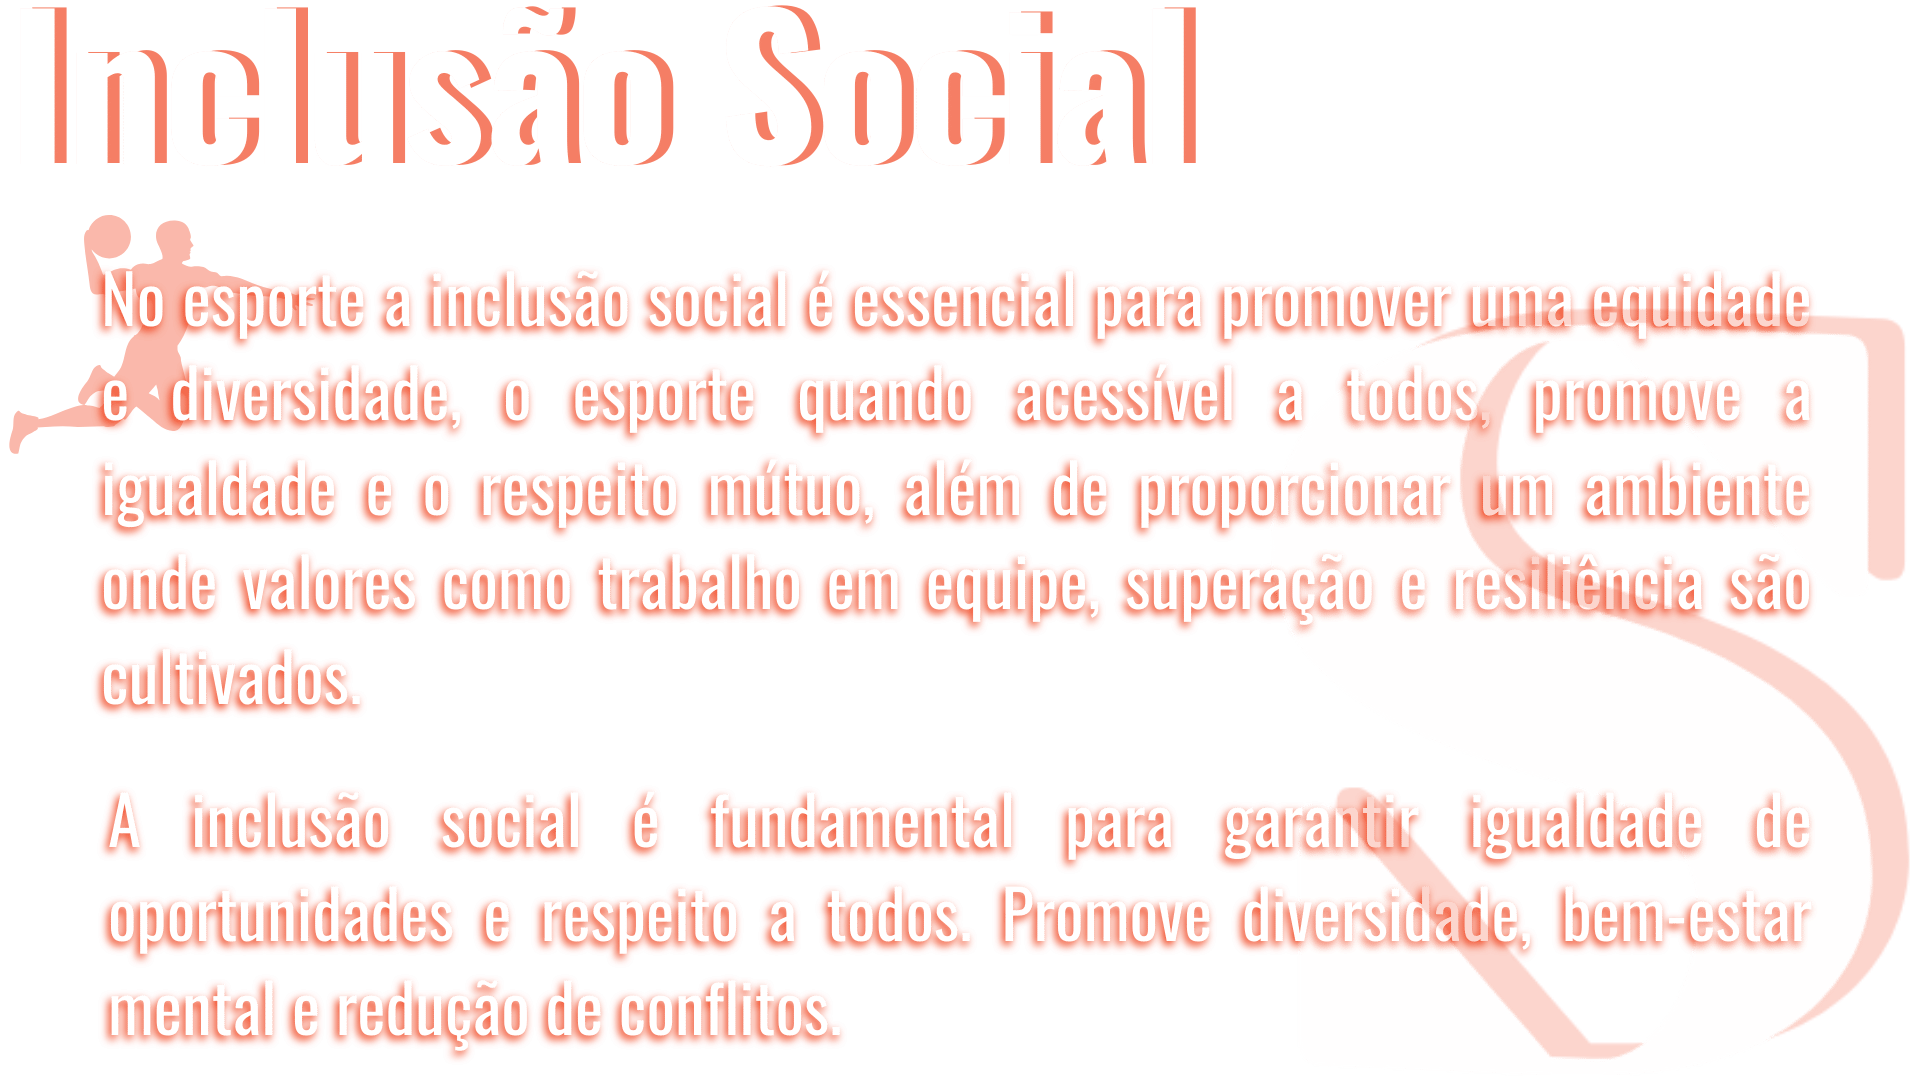 Inclusão Social
No esporte a inclusão social é essencial para promover uma equidade
e diversidade, o esporte quando acessível a todos, promove a
igualdade e o respeito mútuo, além de proporcionar um ambiente
onde valores como trabalho em equipe, superação e resiliência são
cultivados.
A inclusão social é fundamental para garantir igualdade de
oportunidades e respeito a todos. Promove diversidade, bem-estar
mental e redução de conflitos.
S